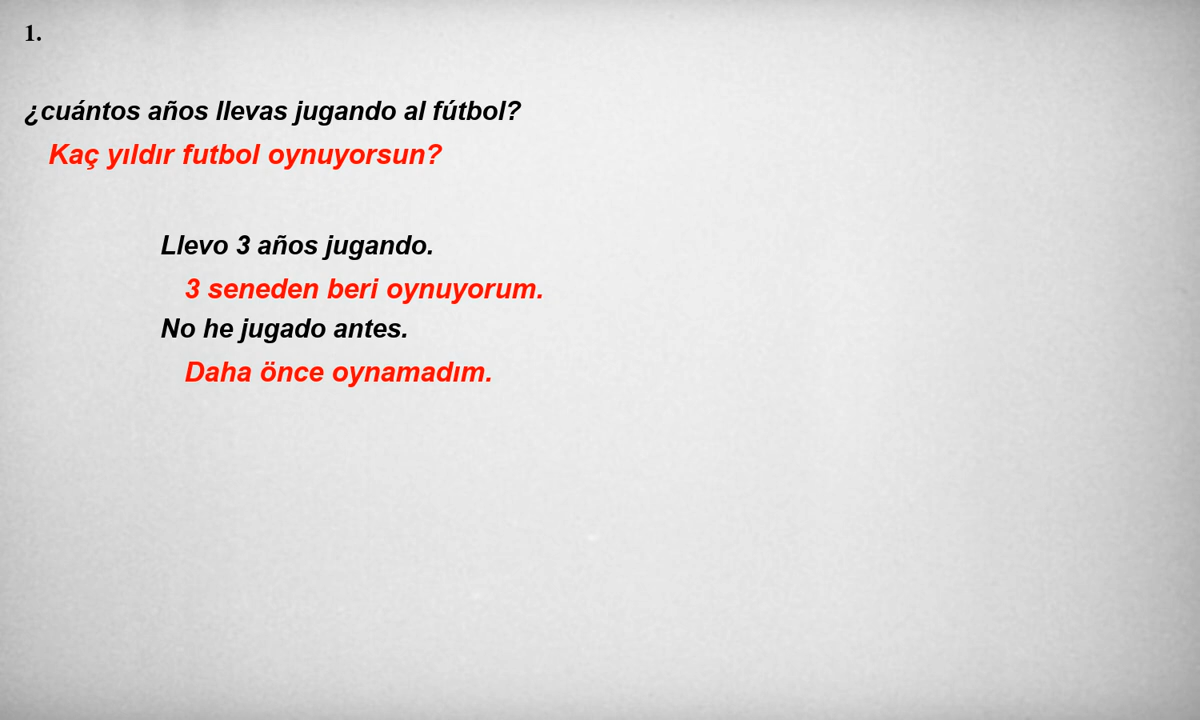 1.
¿cuántos años llevas jugando al fútbol?
Kaç yıldır futbol oynuyorsun?
Llevo 3 años jugando.
3 seneden beri oynuyorum.
No he jugado antes.
Daha önce oynamadım.